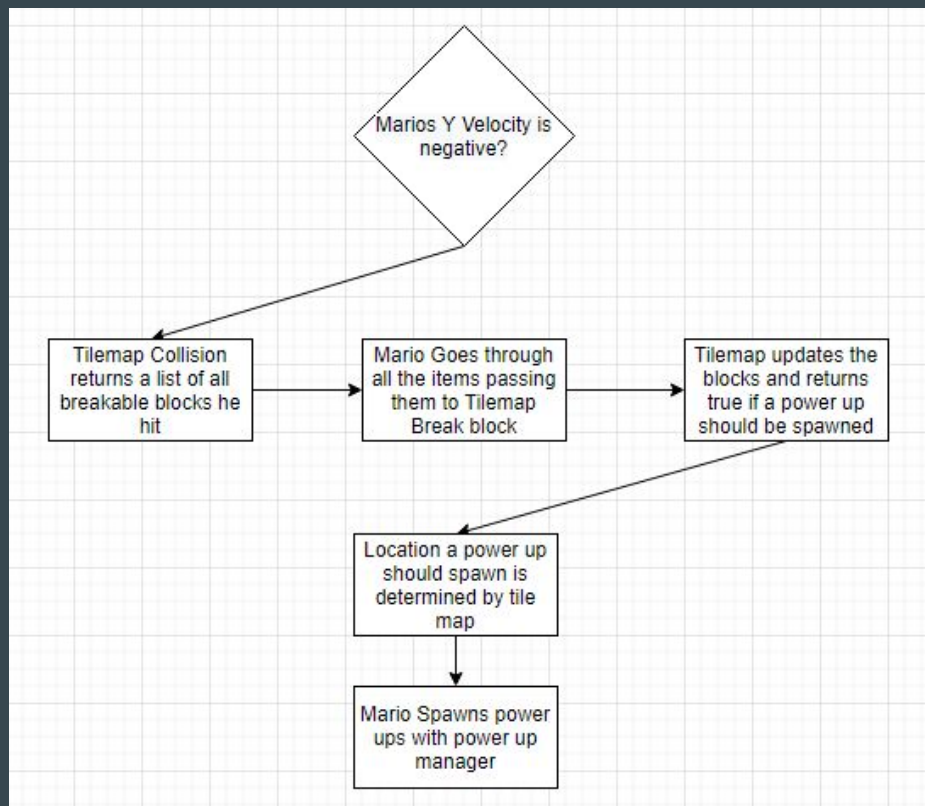 Marios Y Velocity is
negative?
Tilemap Collision
returns a list of all
breakable blocks he
hit
Mario Goes through
all the items passing
them to Tilemap
Break block
Tilemap updates the
blocks and returns
true if a power up
should be spawned
Location a power up
should spawn is
determined by tile
map
Mario Spawns power
ups with power up
manager